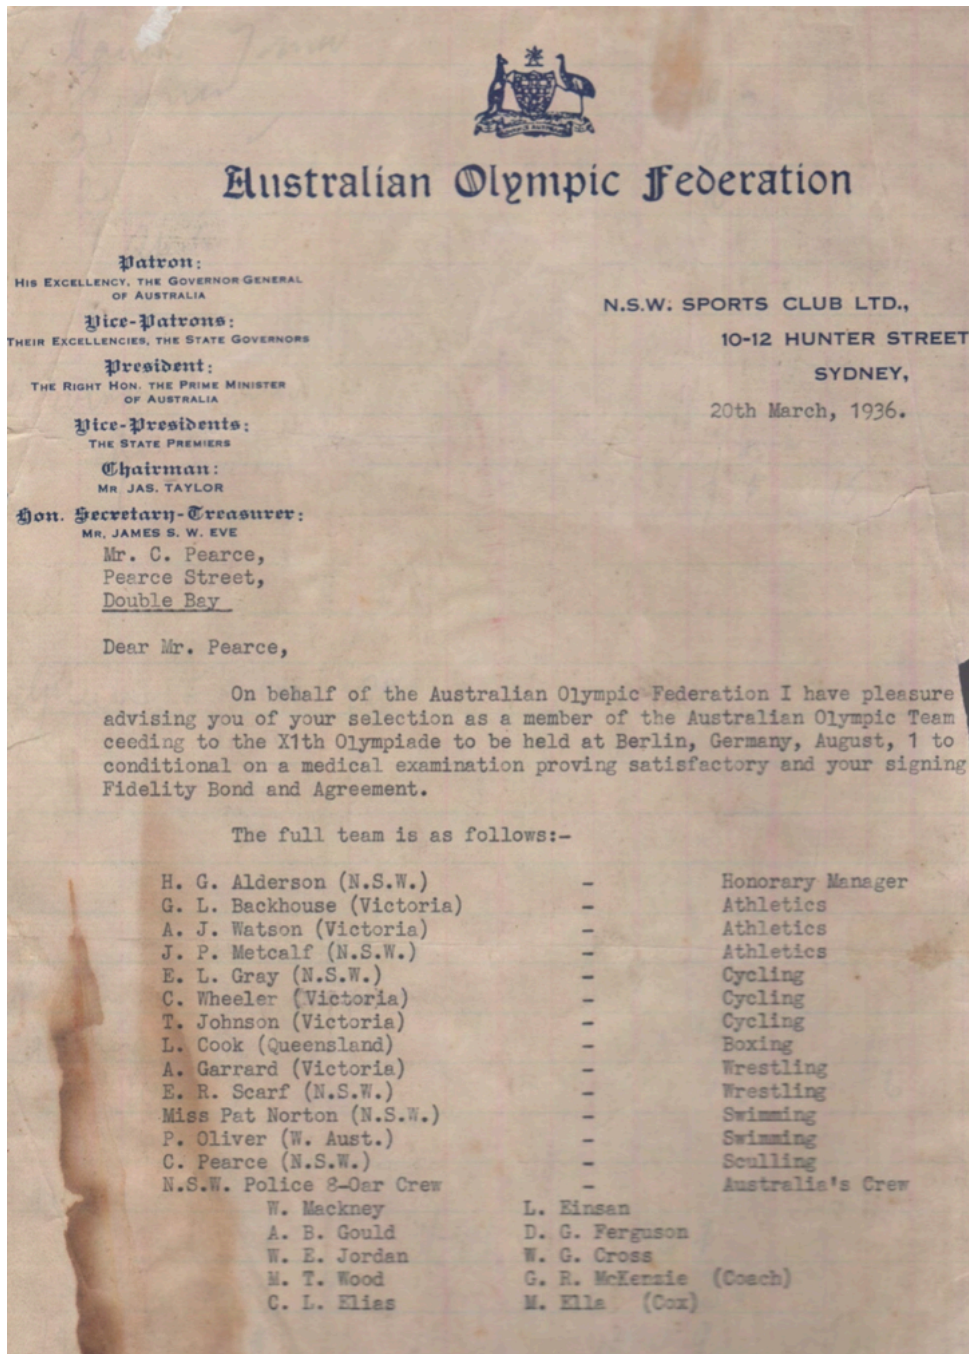 Australian Olympic Federation
Patron:
HIS EXCELLENCY, THE GOVERNOR GENERAL
OF AUSTRALIA
Vice-Patrons:
THEIR EXCELLENCIES, THE STATE GOVERNORS
President:
THE RIGHT HON. THE PRIME MINISTER
OF AUSTRALIA
Vice-Presidents:
THE STATE PREMIERS
Chairman:
MR JAS. TAYLOR
Hon. Secretary-Treasurer:
MR. JAMES S. W. EVE
N.S.W. SPORTS CLUB LTD.,
10-12 HUNTER STREET
SYDNEY,
20th March, 1936.
Mr. C. Pearce,
Pearce Street,
Double Bay
Dear Mr. Pearce,
On behalf of the Australian Olympic Federation I have pleasure
advising you of your selection as a member of the Australian Olympic Team
ceeding to the X1th Olympiade to be held at Berlin, Germany, August, 1 to
conditional on a medical examination proving satisfactory and your signing
Fidelity Bond and Agreement.
The full team is as follows:-
H. G. Alderson (N.S.W.) - Honorary Manager
G. L. Backhouse (Victoria) - Athletics
A. J. Watson (Victoria) - Athletics
J. P. Metcalf (N.S.W.) - Athletics
E. L. Gray (N.S.W.) - Cycling
C. Wheeler (Victoria) - Cycling
T. Johnson (Victoria) - Cycling
L. Cook (Queensland) - Boxing
A. Garrard (Victoria) - Wrestling
E. R. Scarf (N.S.W.) - Wrestling
Miss Pat Norton (N.S.W.) - Swimming
P. Oliver (W. Aust.) - Swimming
C. Pearce (N.S.W.) - Sculling
N.S.W. Police 8-Oar Crew - Australia's Crew
W. Mackney L. Einsan
A. B. Gould D. G. Ferguson
W. E. Jordan W. G. Cross
M. T. Wood G. R. McKenzie (Coach)
C. L. Elias M. Ella (Cox)